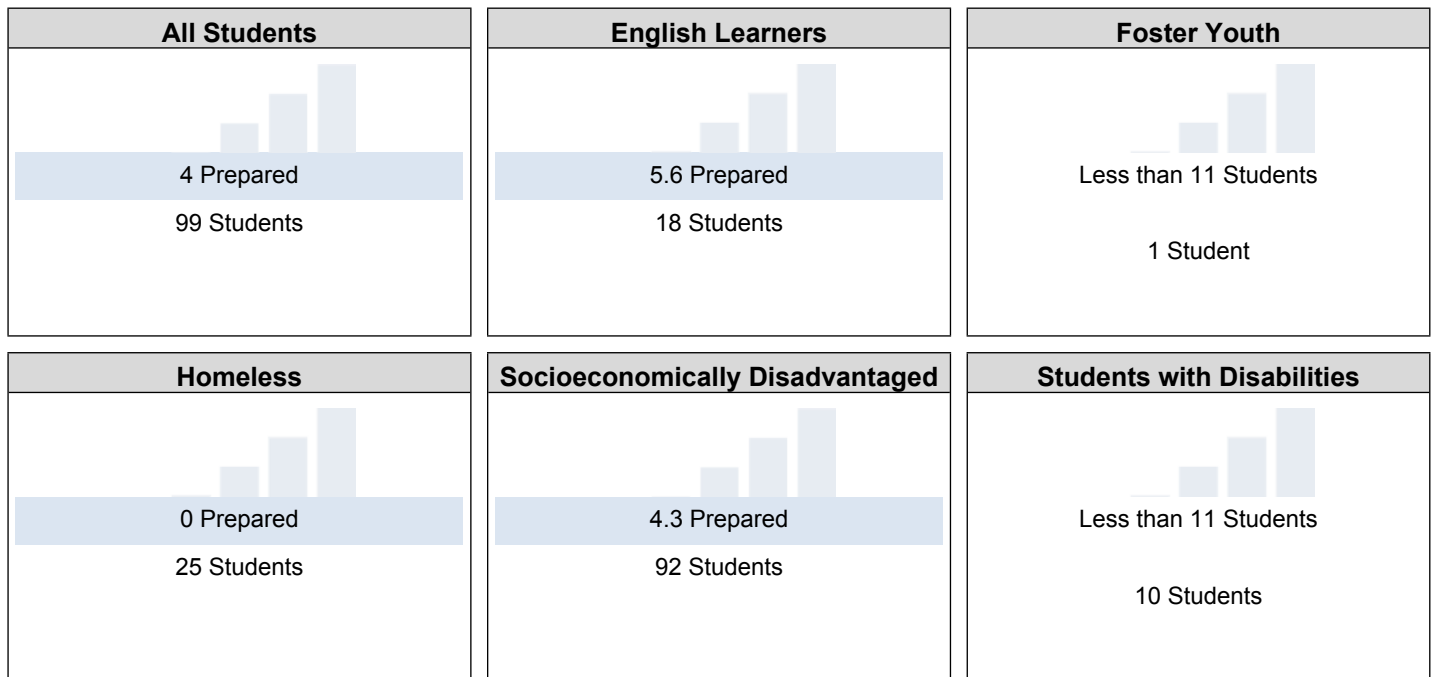 All Students
4 Prepared
99 Students
English Learners
5.6 Prepared
18 Students
Foster Youth
Less than 11 Students
1 Student
Homeless
0 Prepared
25 Students
Socioeconomically Disadvantaged
4.3 Prepared
92 Students
Students with Disabilities
Less than 11 Students
10 Students